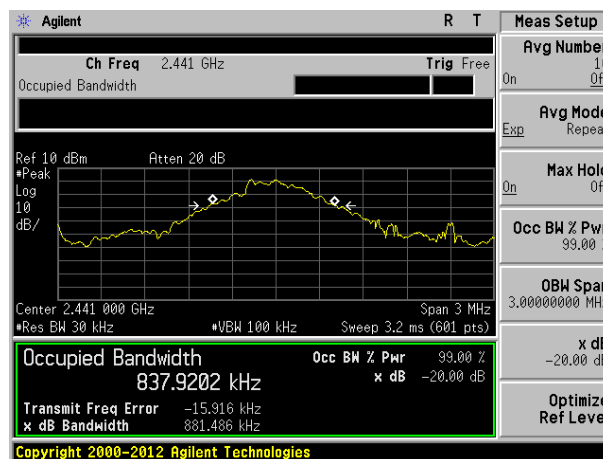 Agilent R T
Ch Freq 2.441 GHz Trig Free
Occupied Bandwidth
Ref 10 dBm Atten 20 dB
#Peak
Log
10
dB/
Center 2.441 000 GHz Span 3 MHz
#Res BW 30 kHz #VBW 100 kHz Sweep 3.2 ms (601 pts)
Occupied Bandwidth Occ BW % Pwr 99.00 %
837.9202 kHz x dB -20.00 dB
Transmit Freq Error -15.916 kHz
x dB Bandwidth 881.486 kHz
Copyright 2000-2012 Agilent Technologies
Meas Setup
Avg Number
On
Avg Mode
Exp Repea
Max Hold
On Of
Occ BW % Pwr
99.00
OBW Span
3.00000000 MH
x dB
-20.00 dB
Optimize
Ref Level